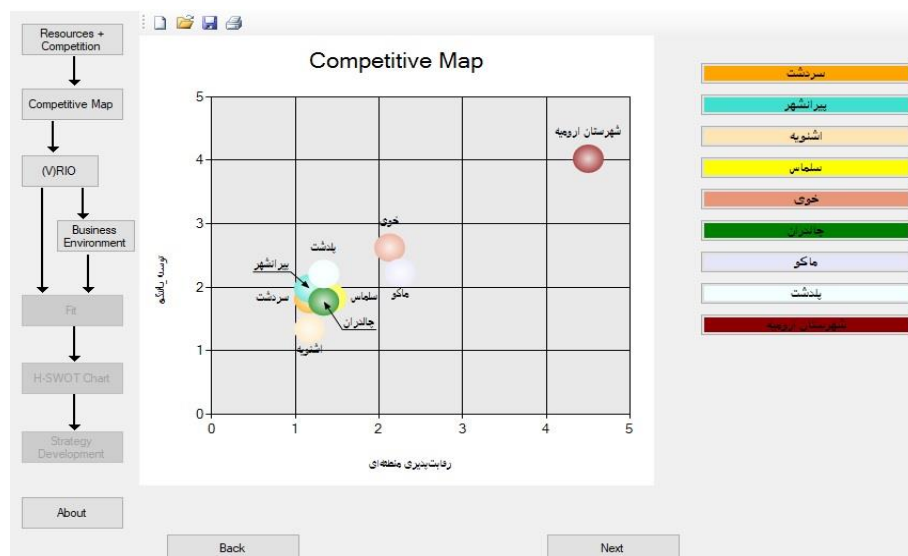 Resources +
Competition
Competitive Map
(V)RIO
Business
Environment
Fit
H-SWOT Chart
Strategy
Development
About
Competitive Map
5
4
3
2
1
0
0
1
2
3
4
5
توسعه یافتگی
رقابت‌پذیری منطقه‌ای
شهرستان ارومیه
خوی
پلدشت
پیرانشهر
ماکو
سلماس
سردشت
چالدران
اشنویه
سردشت
پیرانشهر
اشنویه
سلماس
خوی
چالدران
ماکو
پلدشت
شهرستان ارومیه
Back
Next